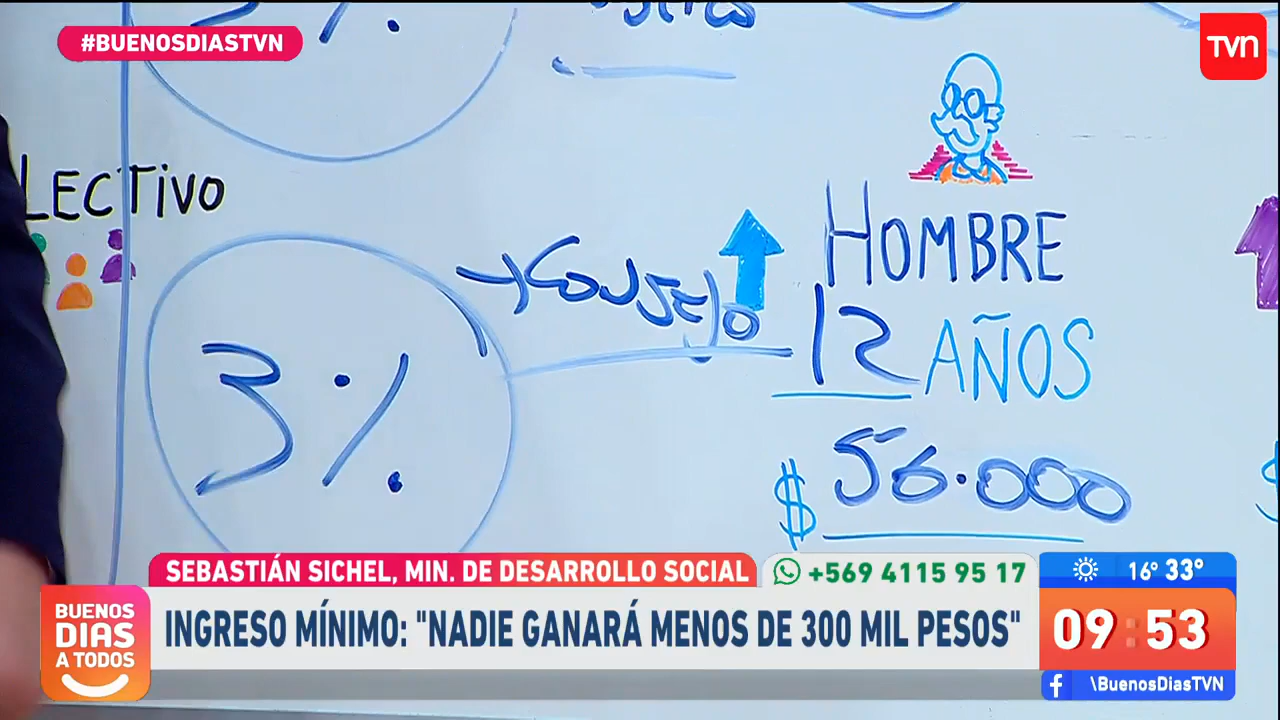 #BUENOSDIASTVN
TVN
3%
LECTIVO
→ CONSEJO
HOMBRE
12 AÑOS
3%
$ 56.000
SEBASTIÁN SICHEL, MIN. DE DESARROLLO SOCIAL
+569 4115 95 17
16° 33°
BUENOS DIAS A TODOS
INGRESO MÍNIMO: "NADIE GANARÁ MENOS DE 300 MIL PESOS"
09:53
\BuenosDiasTVN